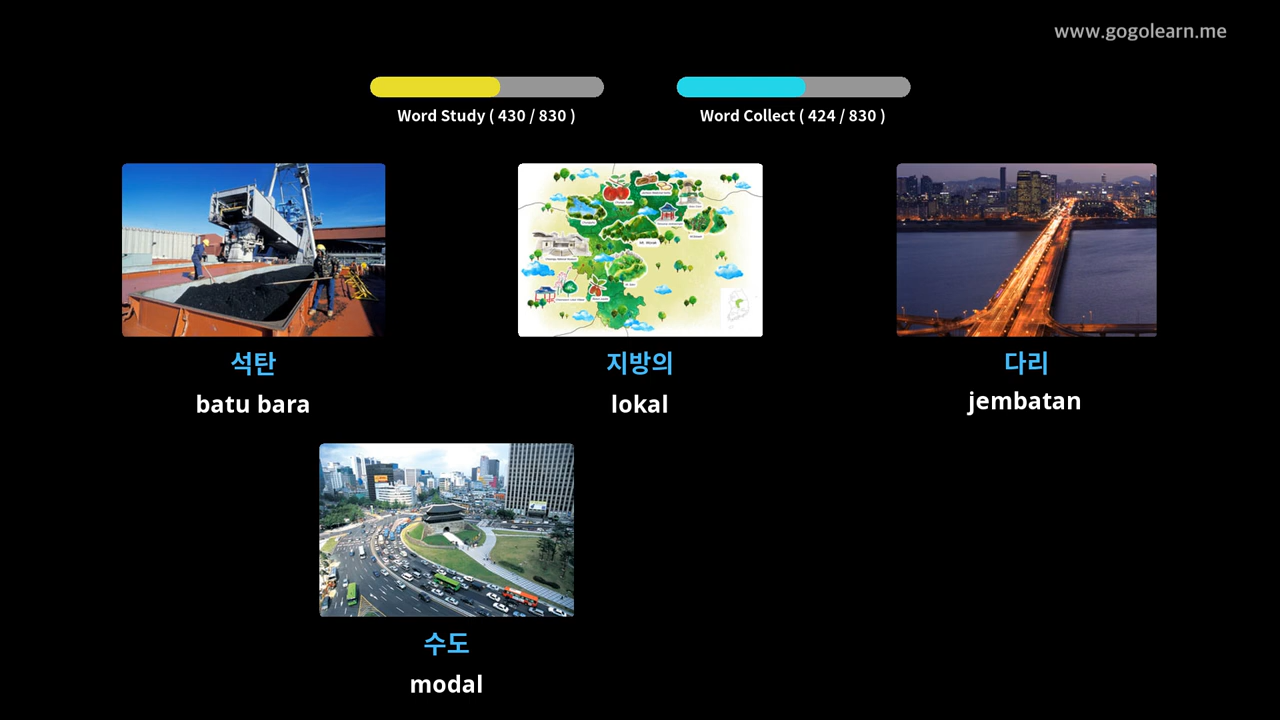 www.gogolearn.me
Word Study ( 430 / 830 )
Word Collect ( 424 / 830 )
석탄
batu bara
지방의
lokal
다리
jembatan
수도
modal